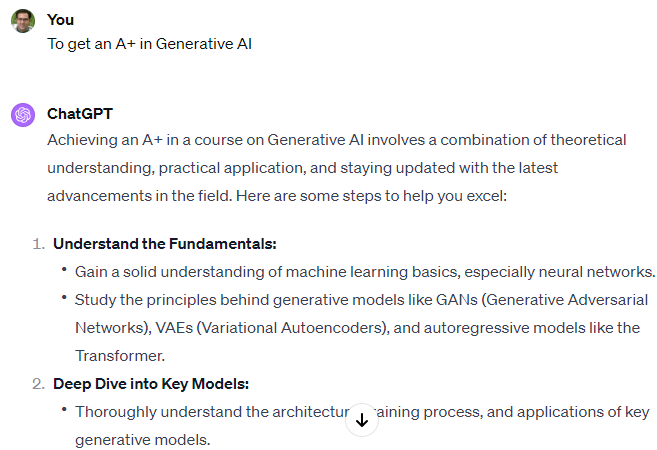 You
To get an A+ in Generative AI
ChatGPT
Achieving an A+ in a course on Generative AI involves a combination of theoretical
understanding, practical application, and staying updated with the latest
advancements in the field. Here are some steps to help you excel:
1. Understand the Fundamentals:
• Gain a solid understanding of machine learning basics, especially neural networks.
• Study the principles behind generative models like GANs (Generative Adversarial
Networks), VAEs (Variational Autoencoders), and autoregressive models like the
Transformer.
2. Deep Dive into Key Models:
• Thoroughly understand the process, and applications of key
generative models.